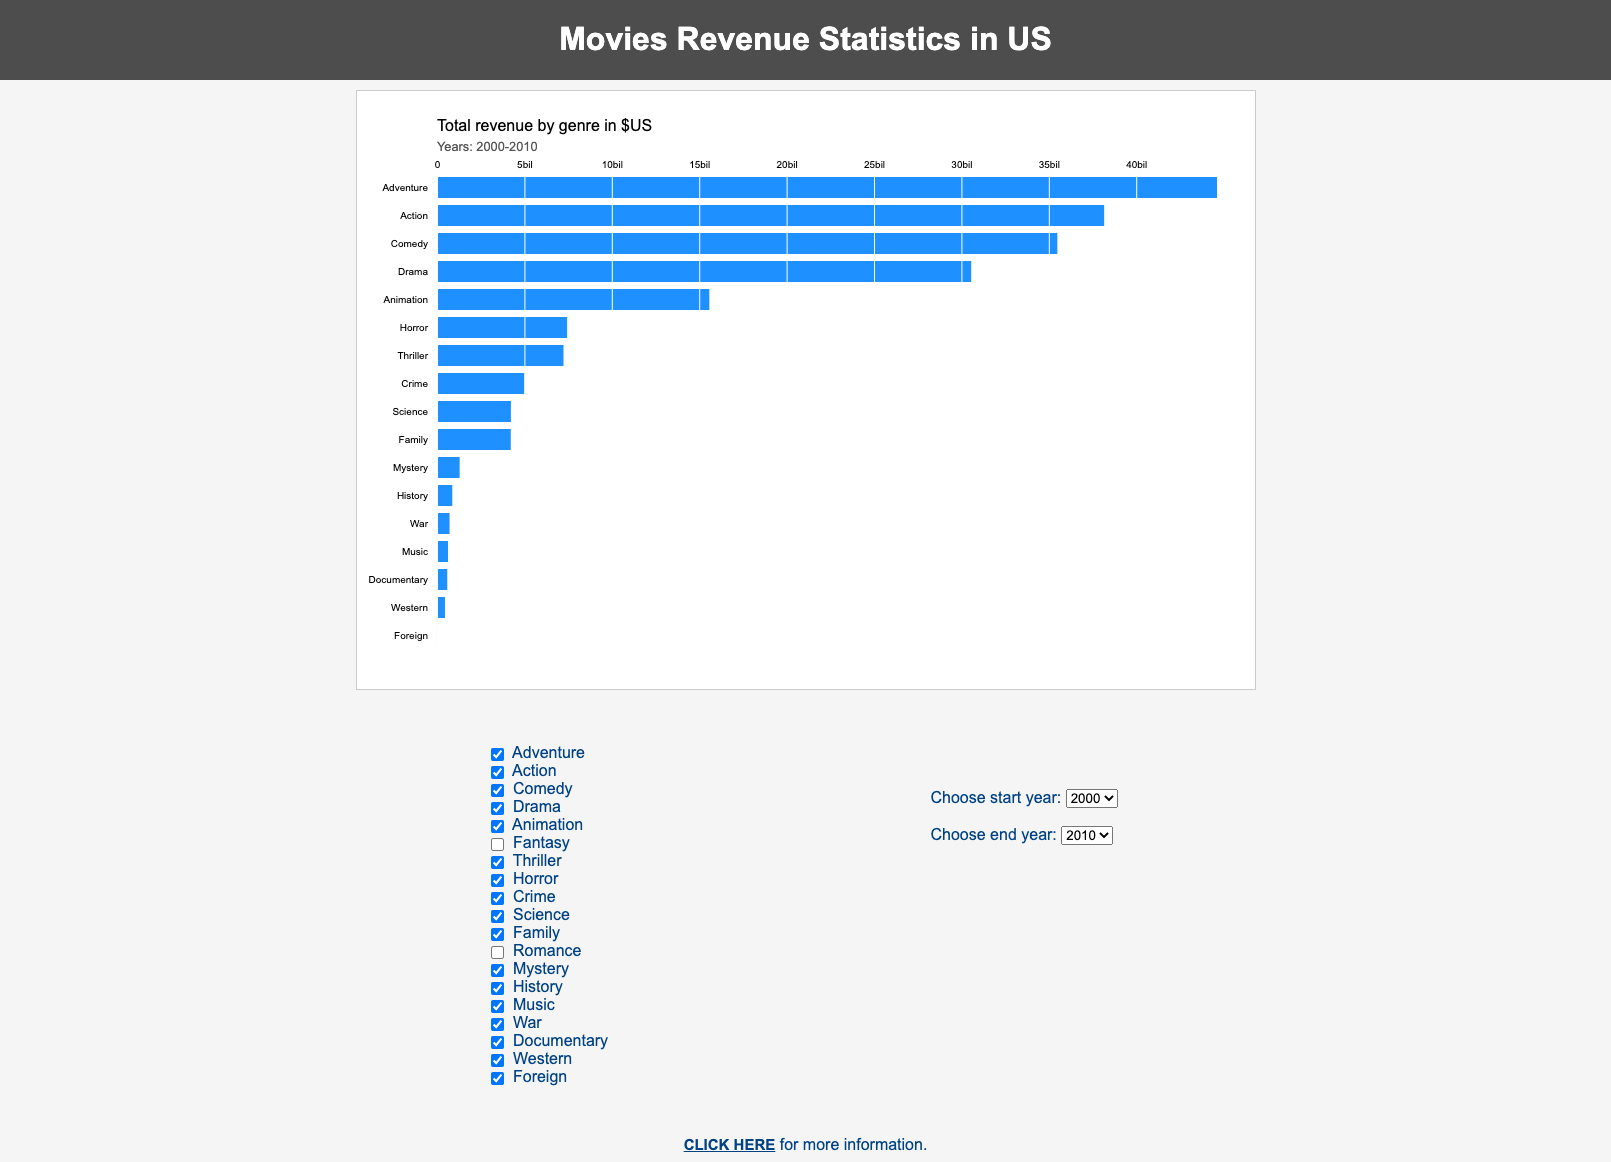 Movies Revenue Statistics in US
Total revenue by genre in $US
Years: 2000-2010
0 5bil 10bil 15bil 20bil 25bil 30bil 35bil 40bil
Adventure
Action
Comedy
Drama
Animation
Horror
Thriller
Crime
Science
Family
Mystery
History
War
Music
Documentary
Western
Foreign
Adventure
Action
Comedy
Drama
Animation
Fantasy
Thriller
Horror
Crime
Science
Family
Romance
Mystery
History
Music
War
Documentary
Western
Foreign
Choose start year: 2000
Choose end year: 2010
CLICK HERE for more information.